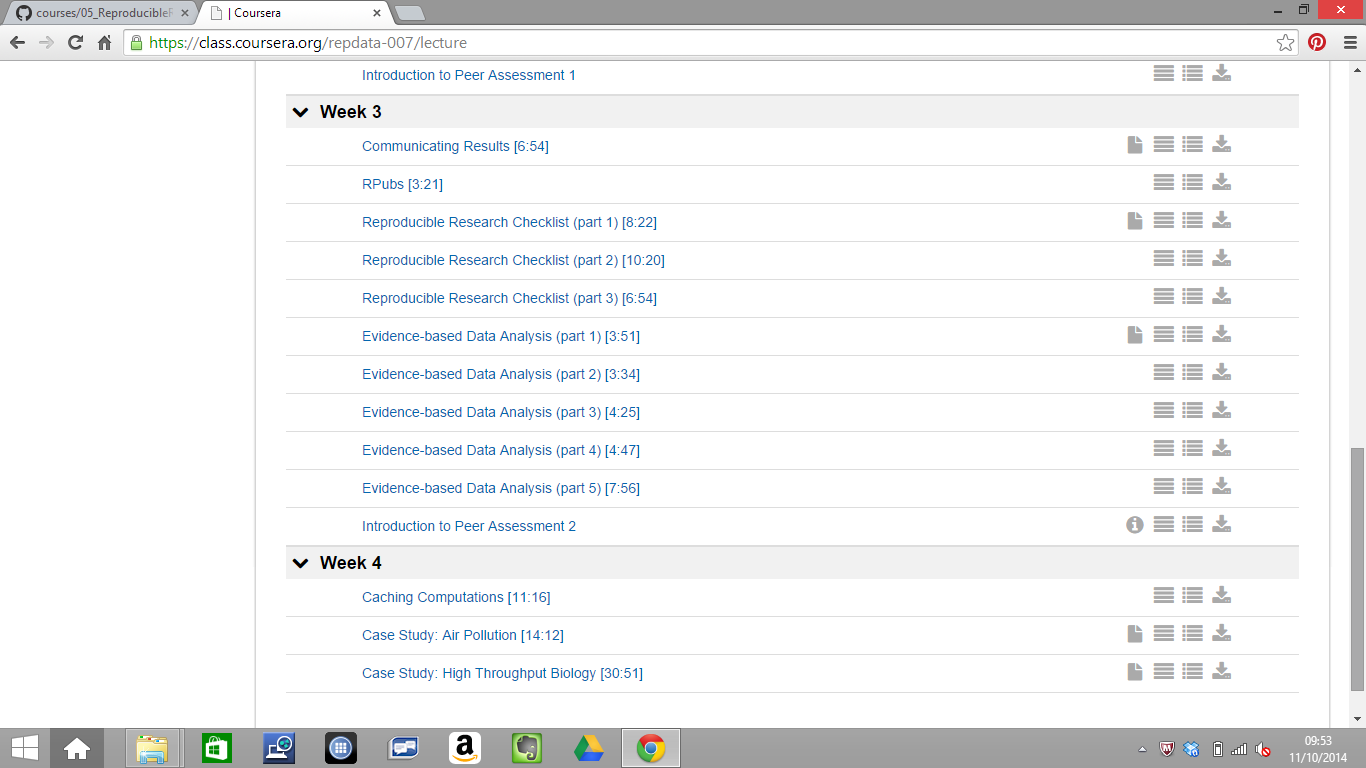 courses/05_ReproducibleR
| Coursera
https://class.coursera.org/repdata-007/lecture
Introduction to Peer Assessment 1
Week 3
Communicating Results [6:54]
RPubs [3:21]
Reproducible Research Checklist (part 1) [8:22]
Reproducible Research Checklist (part 2) [10:20]
Reproducible Research Checklist (part 3) [6:54]
Evidence-based Data Analysis (part 1) [3:51]
Evidence-based Data Analysis (part 2) [3:34]
Evidence-based Data Analysis (part 3) [4:25]
Evidence-based Data Analysis (part 4) [4:47]
Evidence-based Data Analysis (part 5) [7:56]
Introduction to Peer Assessment 2
Week 4
Caching Computations [11:16]
Case Study: Air Pollution [14:12]
Case Study: High Throughput Biology [30:51]
09:53
11/10/2014